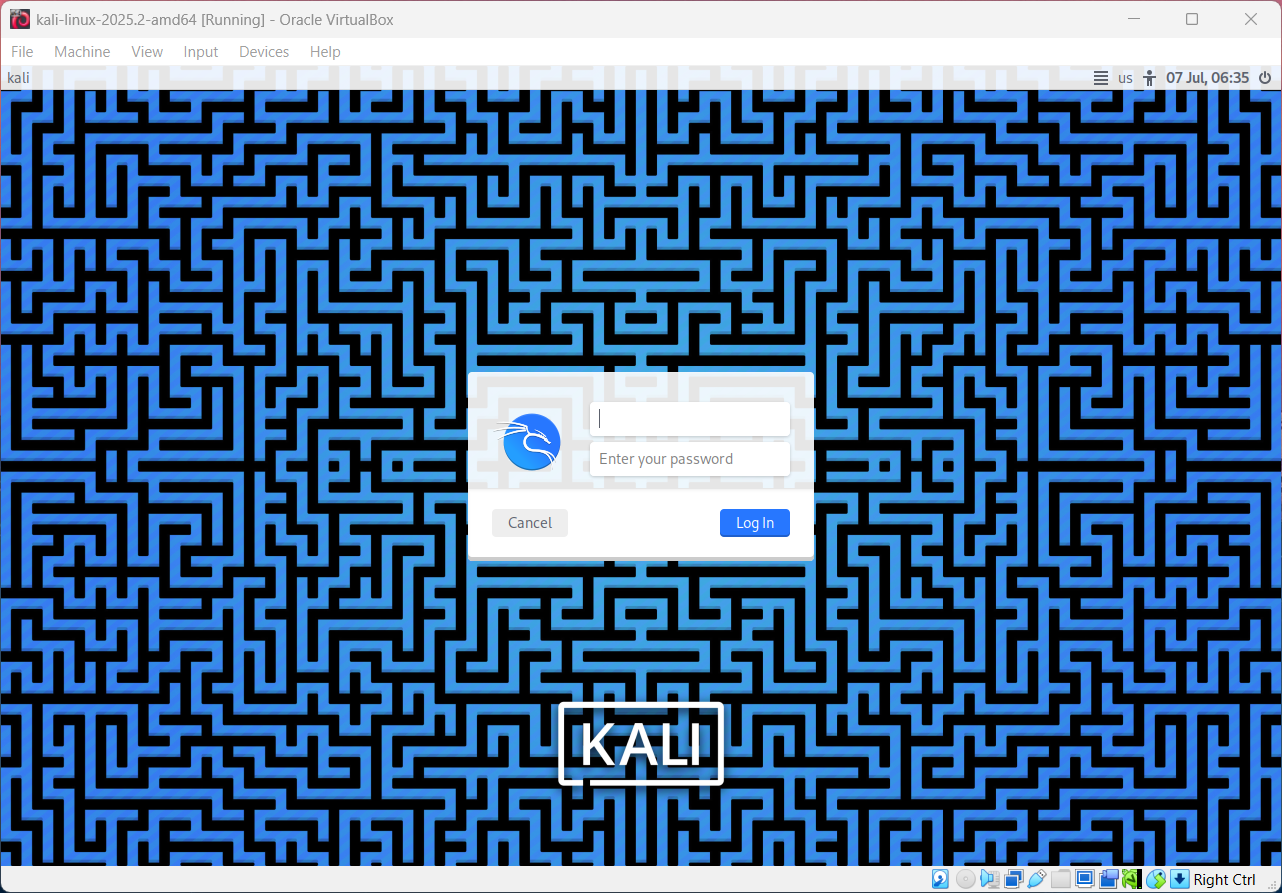 kali-linux-2025.2-amd64 [Running] - Oracle VirtualBox
File Machine View Input Devices Help
kali us 07 Jul, 06:35
Enter your password
Cancel Log In
KALI
Right Ctrl